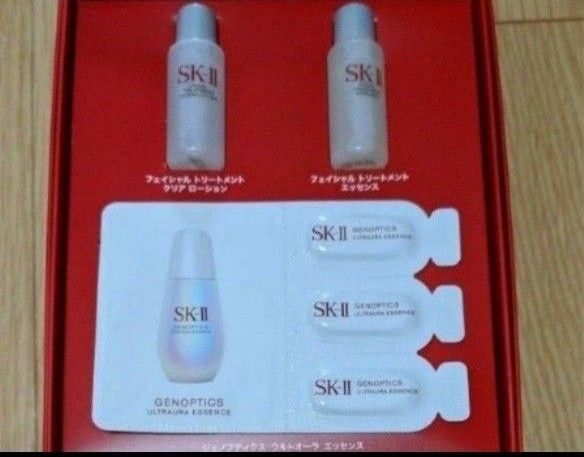 SK-II
SK-II
フェイシャル トリートメント
クリア ローション
フェイシャル トリートメント
エッセンス
SK-II
GENOPTICS
ULTRAURA ESSENCE
SK-II
GENOPTICS
GENOPTICS
ULTRAURA ESSENCE
SK-II
GENOPTICS
ULTRAURA ESSENCE
SK-II
GENOPTICS
ULTRAURA ESSENCE
ジェノプティクス ウルトオーラ エッセンス